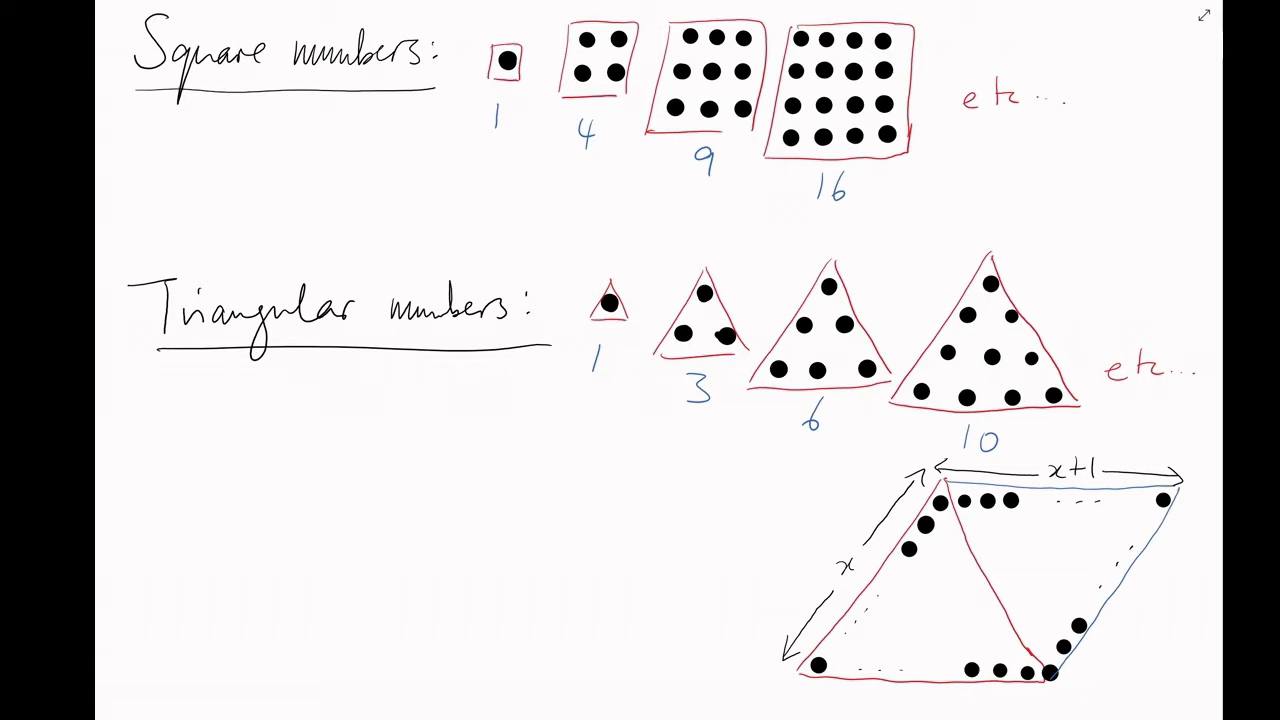 Square numbers:
1 4 9 16 etc...
Triangular numbers:
1 3 6 10 etc...
x+1
x